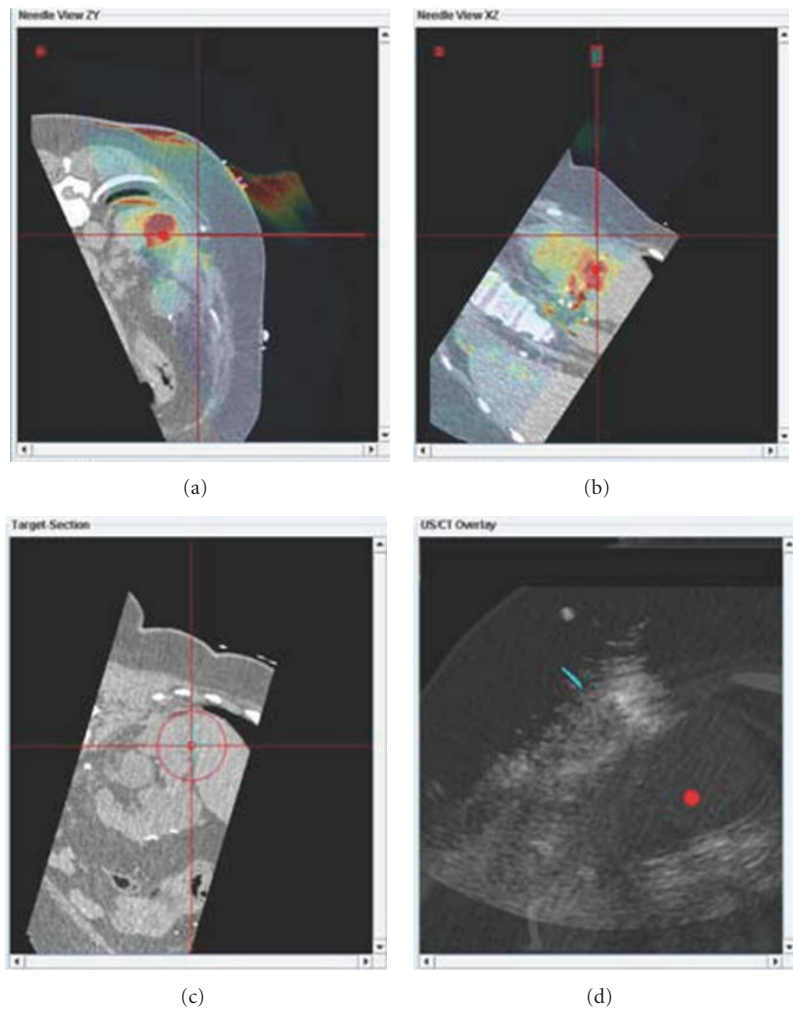 Needle View ZY
Needle View XZ
(a)
(b)
Target-Section
US/CT Overlay
(c)
(d)